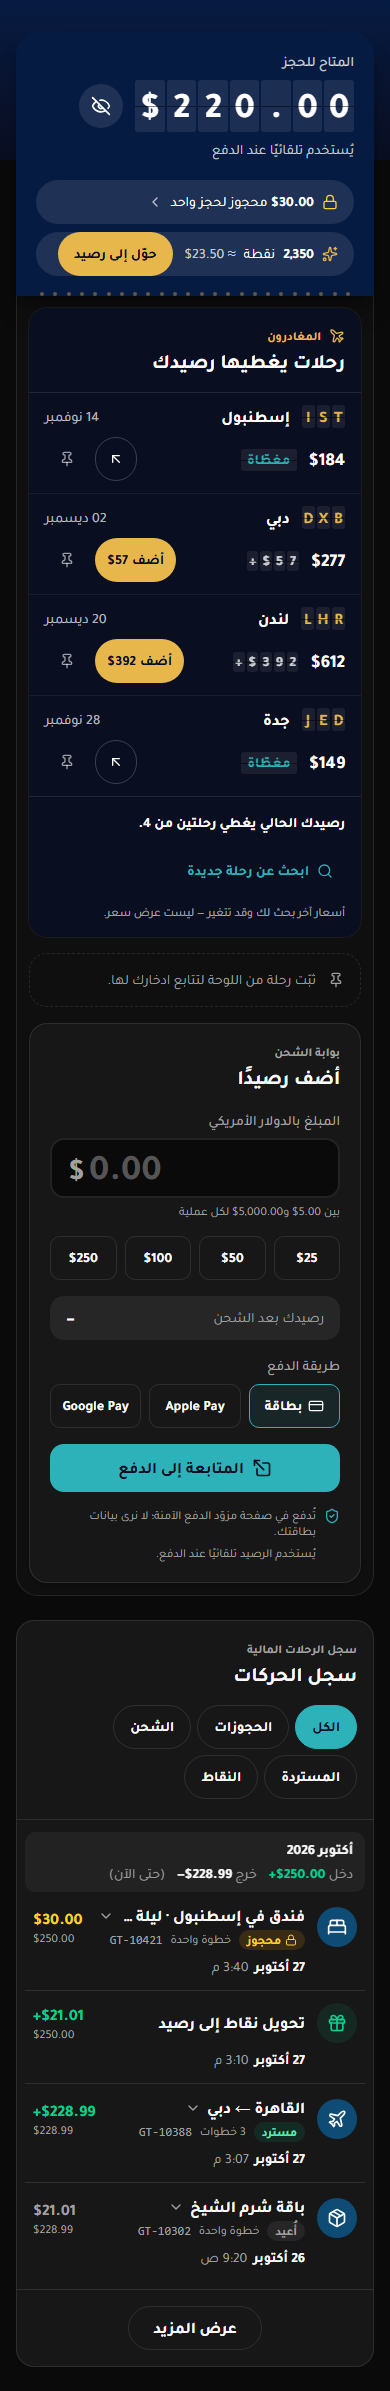 المتاح للحجز
$220.00
يُستخدم تلقائيًا عند الدفع
$30.00 محجوز لحجز واحد
2,350 نقطة ≈ $23.50 حوّل إلى رصيد
المغادرون
رحلات يغطيها رصيدك
IST إسطنبول 14 نوفمبر
$184 مغطّاة
DXB دبي 02 ديسمبر
$277 +$57 أضف $57
LHR لندن 20 ديسمبر
$612 +$392 أضف $392
JED جدة 28 نوفمبر
$149 مغطّاة
رصيدك الحالي يغطي رحلتين من 4.
ابحث عن رحلة جديدة
أسعار آخر بحث لك وقد تتغير – ليست عرض سعر.
ثبّت رحلة من اللوحة لتتابع ادخارك لها.
بوابة الشحن
أضف رصيدًا
المبلغ بالدولار الأمريكي
$ 0.00
بين $5.00 و$5,000.00 لكل عملية
$25 $50 $100 $250
رصيدك بعد الشحن –
طريقة الدفع
بطاقة Apple Pay Google Pay
المتابعة إلى الدفع
تُدفع في صفحة مزوّد الدفع الآمنة؛ لا نرى بيانات
بطاقتك.
يُستخدم الرصيد تلقائيًا عند الدفع.
سجل الرحلات المالية
سجل الحركات
الكل الحجوزات الشحن
المستردة النقاط
أكتوبر 2026
دخل +$250.00 خرج −$228.99 (حتى الآن)
فندق في إسطنبول · ليلة ... $30.00
محجوز خطوة واحدة GT-10421 $250.00
27 أكتوبر 3:40 م
تحويل نقاط إلى رصيد +$21.01
$250.00
27 أكتوبر 3:10 م
القاهرة ← دبي +$228.99
مسترد 3 خطوات GT-10388 $228.99
27 أكتوبر 3:07 م
باقة شرم الشيخ $21.01
أُعيد خطوة واحدة GT-10302 $228.99
26 أكتوبر 9:20 ص
عرض المزيد